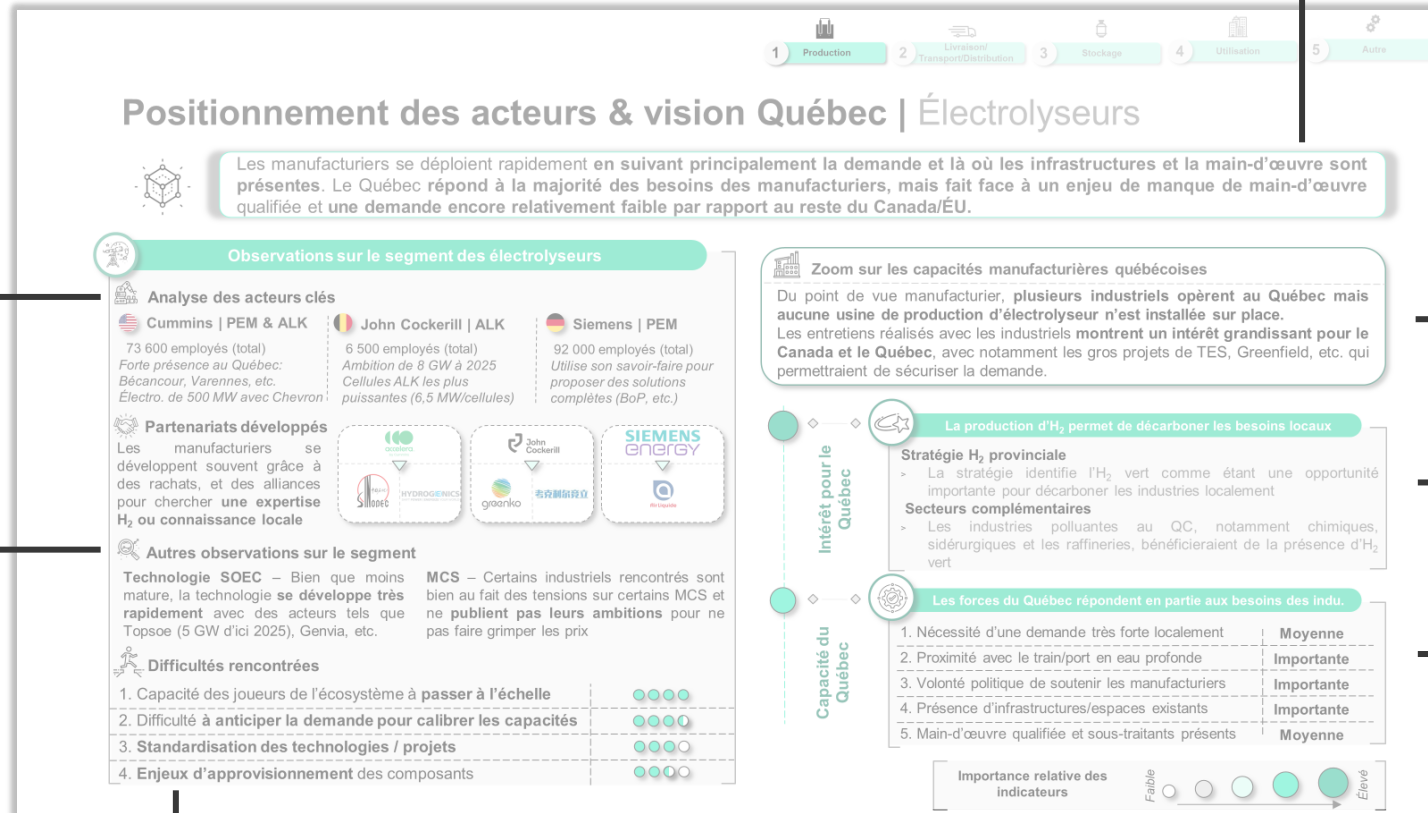 1 Production
2 Livraison/
Transport/Distribution
3 Stockage
4 Utilisation
5 Autre
Positionnement des acteurs & vision Québec | Électrolyseurs
Les manufacturiers se déploient rapidement en suivant principalement la demande et là où les infrastructures et la main-d’œuvre sont
présentes. Le Québec répond à la majorité des besoins des manufacturiers, mais fait face à un enjeu de manque de main-d’œuvre
qualifiée et une demande encore relativement faible par rapport au reste du Canada/ÉU.
Observations sur le segment des électrolyseurs
Analyse des acteurs clés
Cummins | PEM & ALK
73 600 employés (total)
Forte présence au Québec:
Bécancour, Varennes, etc.
Électro. de 500 MW avec Chevron
John Cockerill | ALK
6 500 employés (total)
Ambition de 8 GW à 2025
Cellules ALK les plus
puissantes (6,5 MW/cellules)
Siemens | PEM
92 000 employés (total)
Utilise son savoir-faire pour
proposer des solutions
complètes (BoP, etc.)
Partenariats développés
Les manufacturiers se
développent souvent grâce à
des rachats, et des alliances
pour chercher une expertise
H₂ ou connaissance locale
accelera
HYDROGENICS
John
Cockerill
greenko
考克利尔竞立
SIEMENS
energy
Air Liquide
Autres observations sur le segment
Technologie SOEC – Bien que moins
mature, la technologie se développe très
rapidement avec des acteurs tels que
Topsoe (5 GW d’ici 2025), Genvia, etc.
MCS – Certains industriels rencontrés sont
bien au fait des tensions sur certains MCS et
ne publient pas leurs ambitions pour ne
pas faire grimper les prix
Difficultés rencontrées
1. Capacité des joueurs de l’écosystème à passer à l’échelle
2. Difficulté à anticiper la demande pour calibrer les capacités
3. Standardisation des technologies / projets
4. Enjeux d’approvisionnement des composants
Zoom sur les capacités manufacturières québécoises
Du point de vue manufacturier, plusieurs industriels opèrent au Québec mais
aucune usine de production d’électrolyseur n’est installée sur place.
Les entretiens réalisés avec les industriels montrent un intérêt grandissant pour le
Canada et le Québec, avec notamment les gros projets de TES, Greenfield, etc. qui
permettraient de sécuriser la demande.
Intérêt pour le
Québec
La production d’H₂ permet de décarboner les besoins locaux
Stratégie H₂ provinciale
> La stratégie identifie l’H₂ vert comme étant une opportunité
importante pour décarboner les industries localement
Secteurs complémentaires
> Les industries polluantes au QC, notamment chimiques,
sidérurgiques et les raffineries, bénéficieraient de la présence d’H₂
vert
Capacité du
Québec
Les forces du Québec répondent en partie aux besoins des indu.
1. Nécessité d’une demande très forte localement Moyenne
2. Proximité avec le train/port en eau profonde Importante
3. Volonté politique de soutenir les manufacturiers Importante
4. Présence d’infrastructures/espaces existants Importante
5. Main-d’œuvre qualifiée et sous-traitants présents Moyenne
Importance relative des
indicateurs
Faible
Élevé